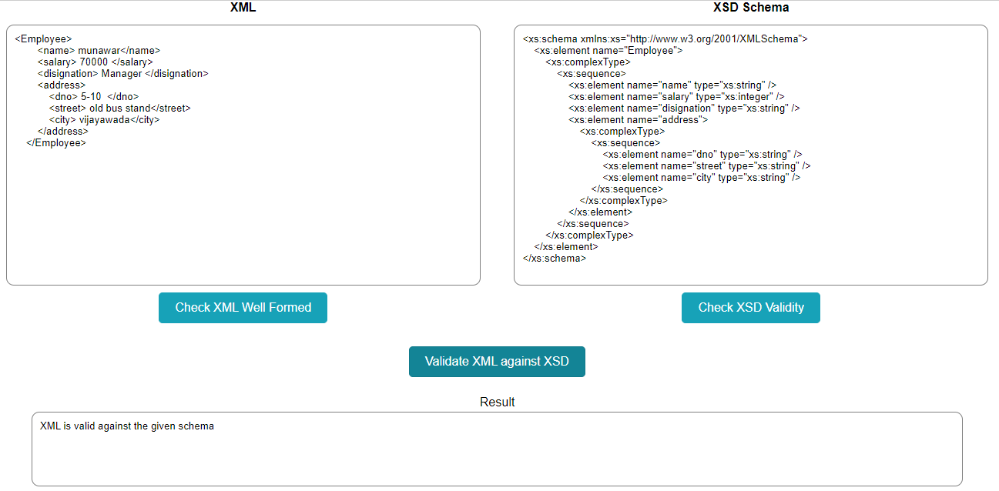 XML
<Employee>
<name> munawar</name>
<salary> 70000 </salary>
<disignation> Manager </disignation>
<address>
<dno> 5-10  </dno>
<street> old bus stand</street>
<city> vijayawada</city>
</address>
</Employee>
Check XML Well Formed
XSD Schema
<xs:schema xmlns:xs="http://www.w3.org/2001/XMLSchema">
<xs:element name="Employee">
<xs:complexType>
<xs:sequence>
<xs:element name="name" type="xs:string" />
<xs:element name="salary" type="xs:integer" />
<xs:element name="disignation" type="xs:string" />
<xs:element name="address">
<xs:complexType>
<xs:sequence>
<xs:element name="dno" type="xs:string" />
<xs:element name="street" type="xs:string" />
<xs:element name="city" type="xs:string" />
</xs:sequence>
</xs:complexType>
</xs:element>
</xs:sequence>
</xs:complexType>
</xs:element>
</xs:schema>
Check XSD Validity
Validate XML against XSD
Result
XML is valid against the given schema